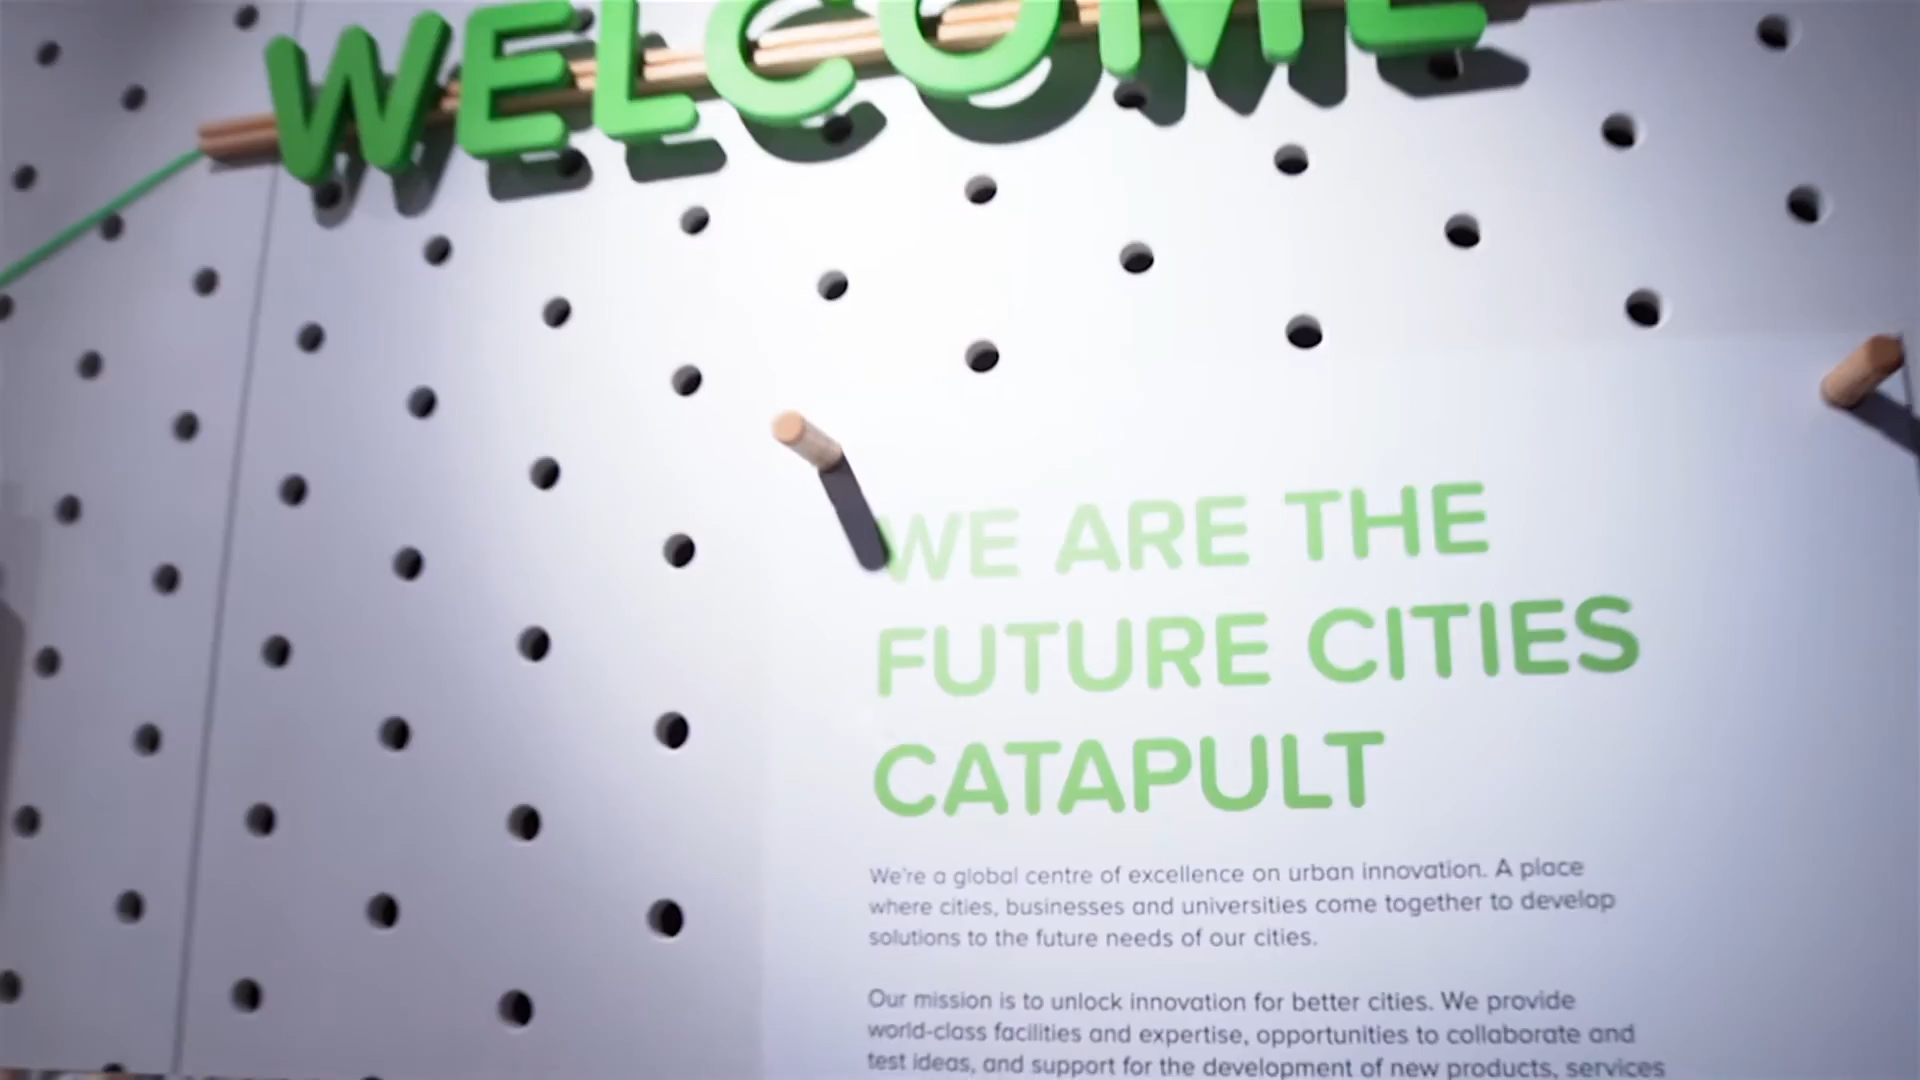 WELCOME
WE ARE THE
FUTURE CITIES
CATAPULT
We're a global centre of excellence on urban innovation. A place
where cities, businesses and universities come together to develop
solutions to the future needs of our cities.
Our mission is to unlock innovation for better cities. We provide
world-class facilities and expertise, opportunities to collaborate and
test ideas, and support for the development of new products, services